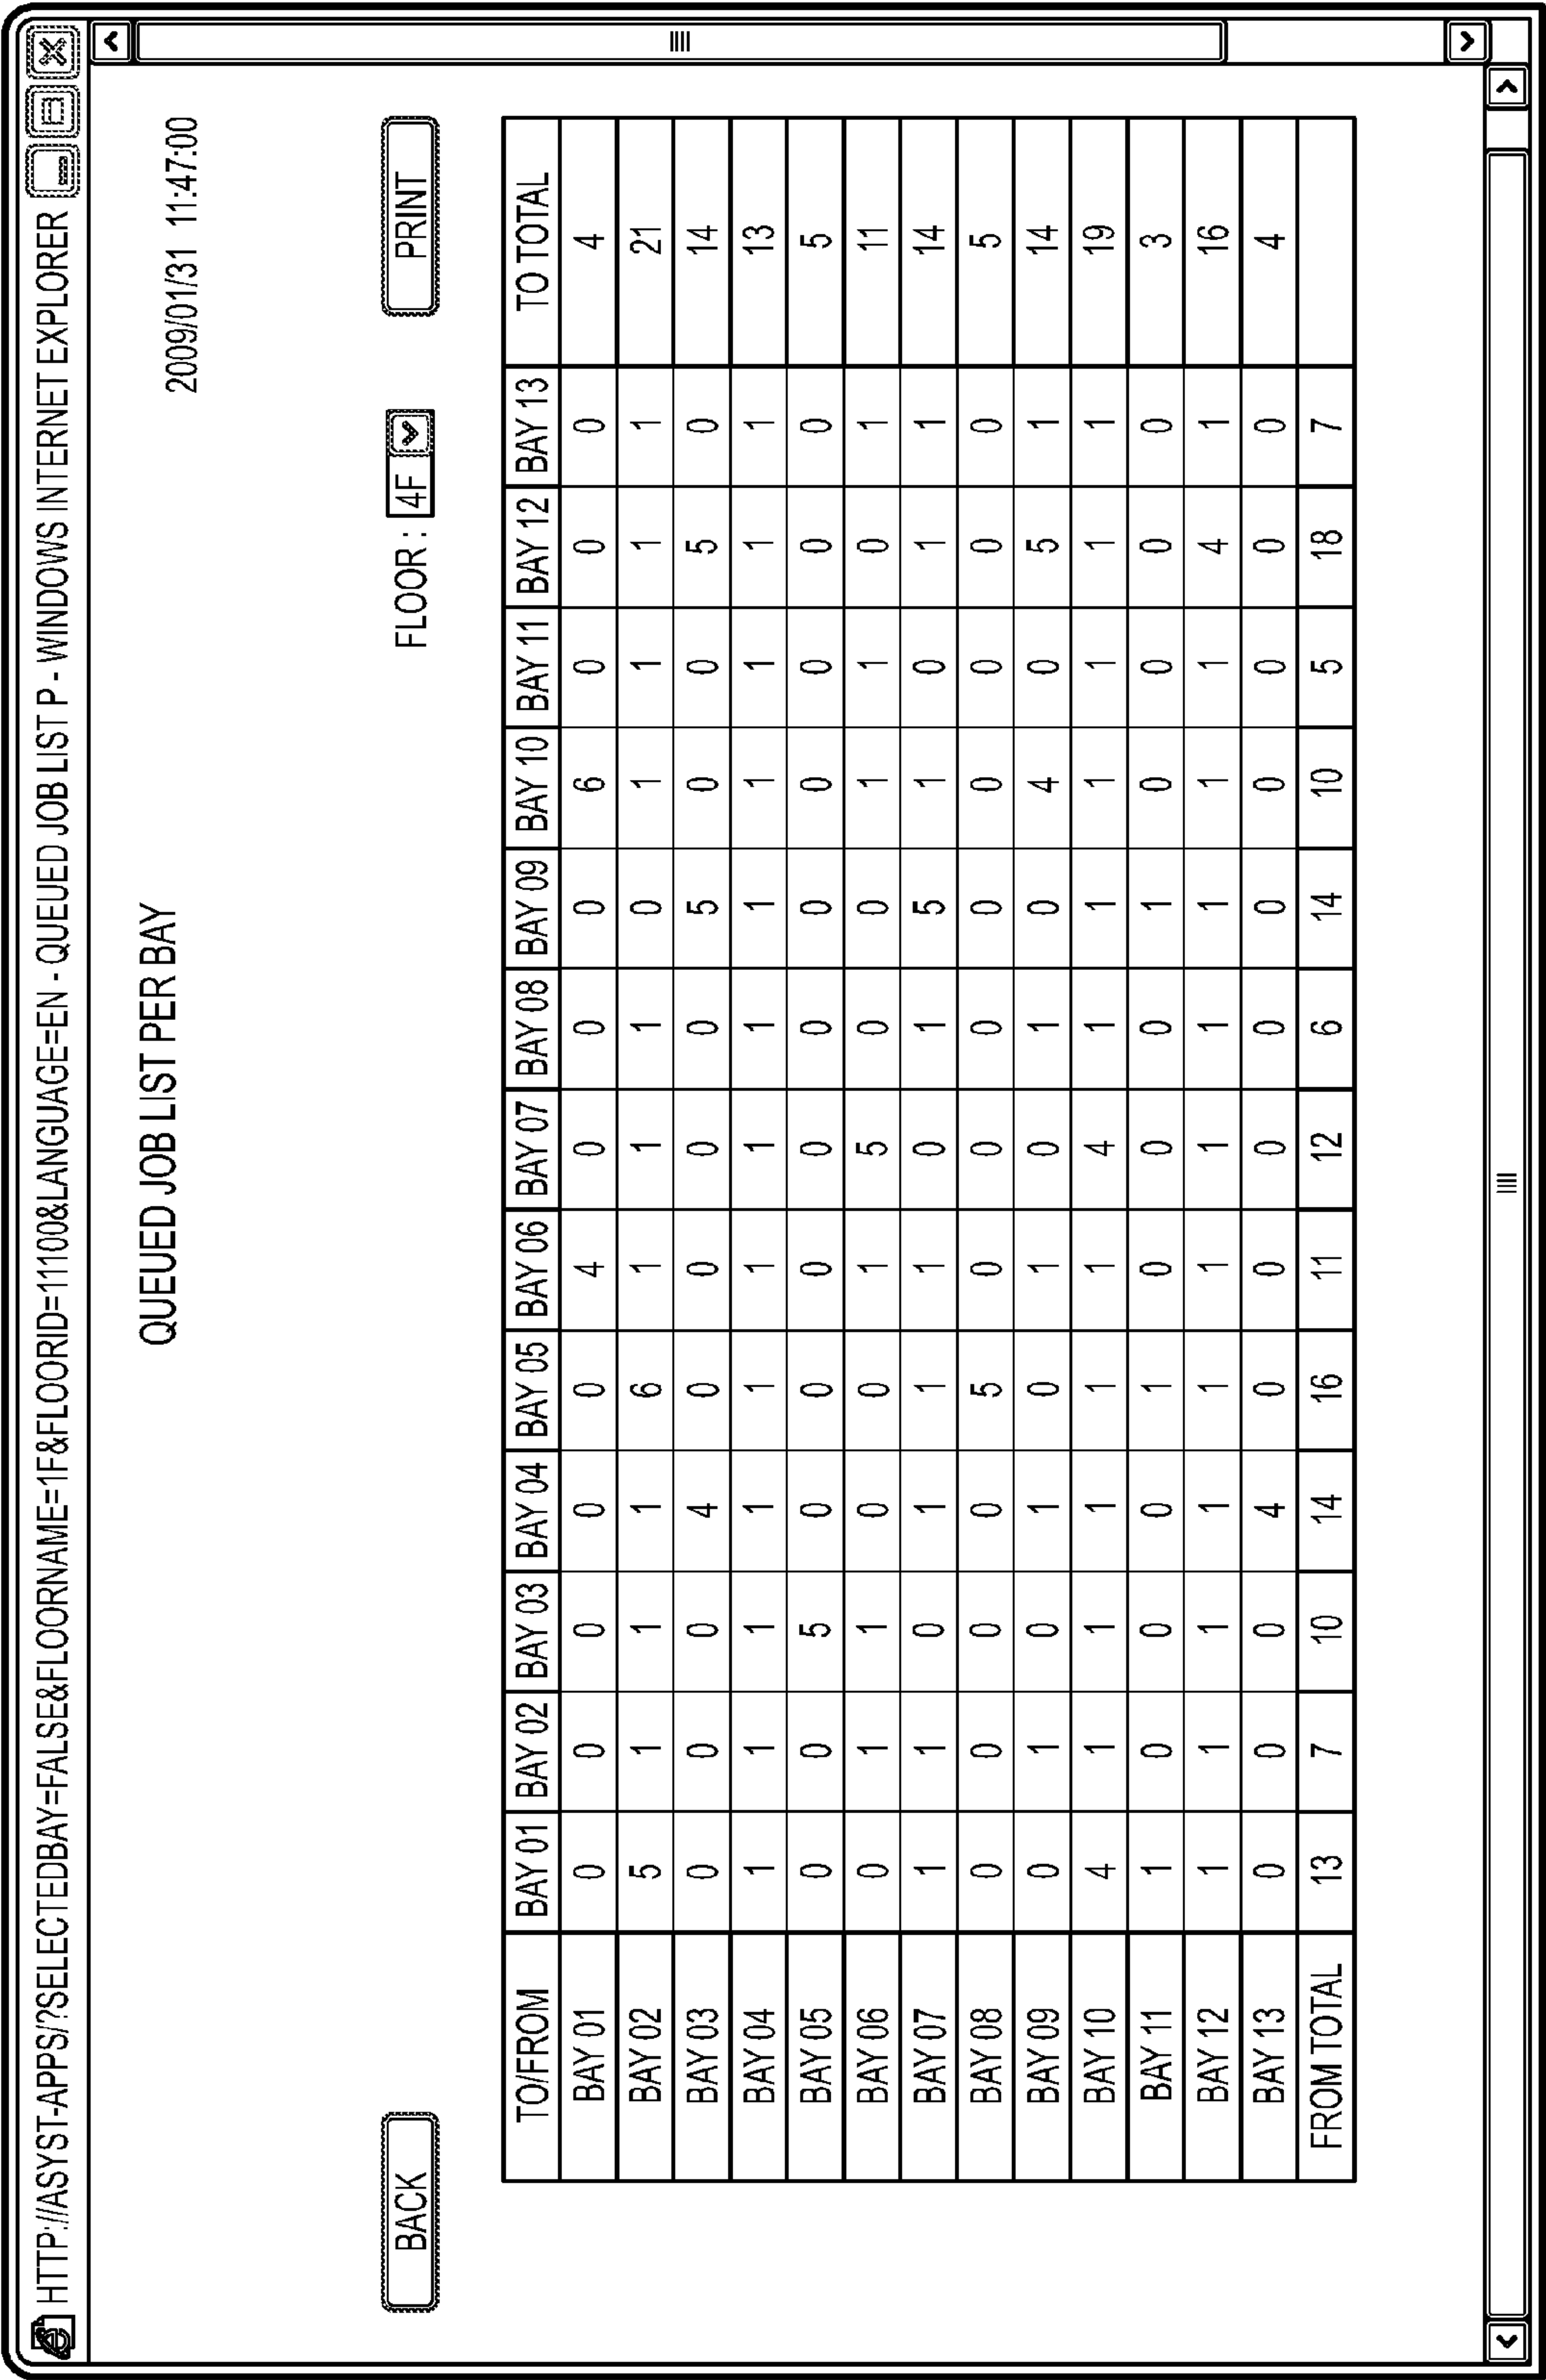 HTTP://ASYST-APPS/?SELECTEDBAY=FALSE&FLOORNAME=1F&FLOORID=11100&LANGUAGE=EN - QUEUED JOB LIST P - WINDOWS INTERNET EXPLORER
QUEUED JOB LIST PER BAY
2009/01/31 11:47:00
BACK FLOOR : 4F PRINT
TO/FROM BAY 01 BAY 02 BAY 03 BAY 04 BAY 05 BAY 06 BAY 07 BAY 08 BAY 09 BAY 10 BAY 11 BAY 12 BAY 13 TO TOTAL
BAY 01 0 0 0 0 0 4 0 0 0 6 0 0 0 4
BAY 02 5 1 1 1 6 1 1 1 0 1 1 1 1 21
BAY 03 0 0 0 4 0 0 0 0 5 0 0 5 0 14
BAY 04 1 1 1 1 1 1 1 1 1 1 1 1 1 13
BAY 05 0 0 5 0 0 0 0 0 0 0 0 0 0 5
BAY 06 0 1 1 0 0 1 5 0 0 1 1 0 1 11
BAY 07 1 1 0 1 1 1 0 1 5 1 0 1 1 14
BAY 08 0 0 0 0 5 0 0 0 0 0 0 0 0 5
BAY 09 0 1 0 1 0 1 0 1 0 4 0 5 1 14
BAY 10 4 1 1 1 1 1 4 1 1 1 1 1 1 19
BAY 11 1 0 0 0 1 0 0 0 1 0 0 0 0 3
BAY 12 1 1 1 1 1 1 1 1 1 1 1 4 1 16
BAY 13 0 0 0 4 0 0 0 0 0 0 0 0 0 4
FROM TOTAL 13 7 10 14 16 11 12 6 14 10 5 18 7